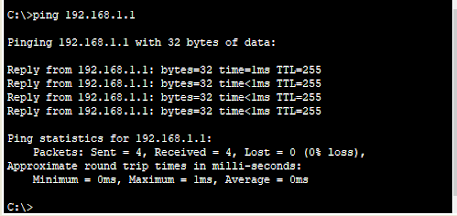 C:\>ping 192.168.1.1
Pinging 192.168.1.1 with 32 bytes of data:
Reply from 192.168.1.1: bytes=32 time=1ms TTL=255
Reply from 192.168.1.1: bytes=32 time<1ms TTL=255
Reply from 192.168.1.1: bytes=32 time<1ms TTL=255
Reply from 192.168.1.1: bytes=32 time<1ms TTL=255
Ping statistics for 192.168.1.1:
Packets: Sent = 4, Received = 4, Lost = 0 (0% loss),
Approximate round trip times in milli-seconds:
Minimum = 0ms, Maximum = 1ms, Average = 0ms
C:\>